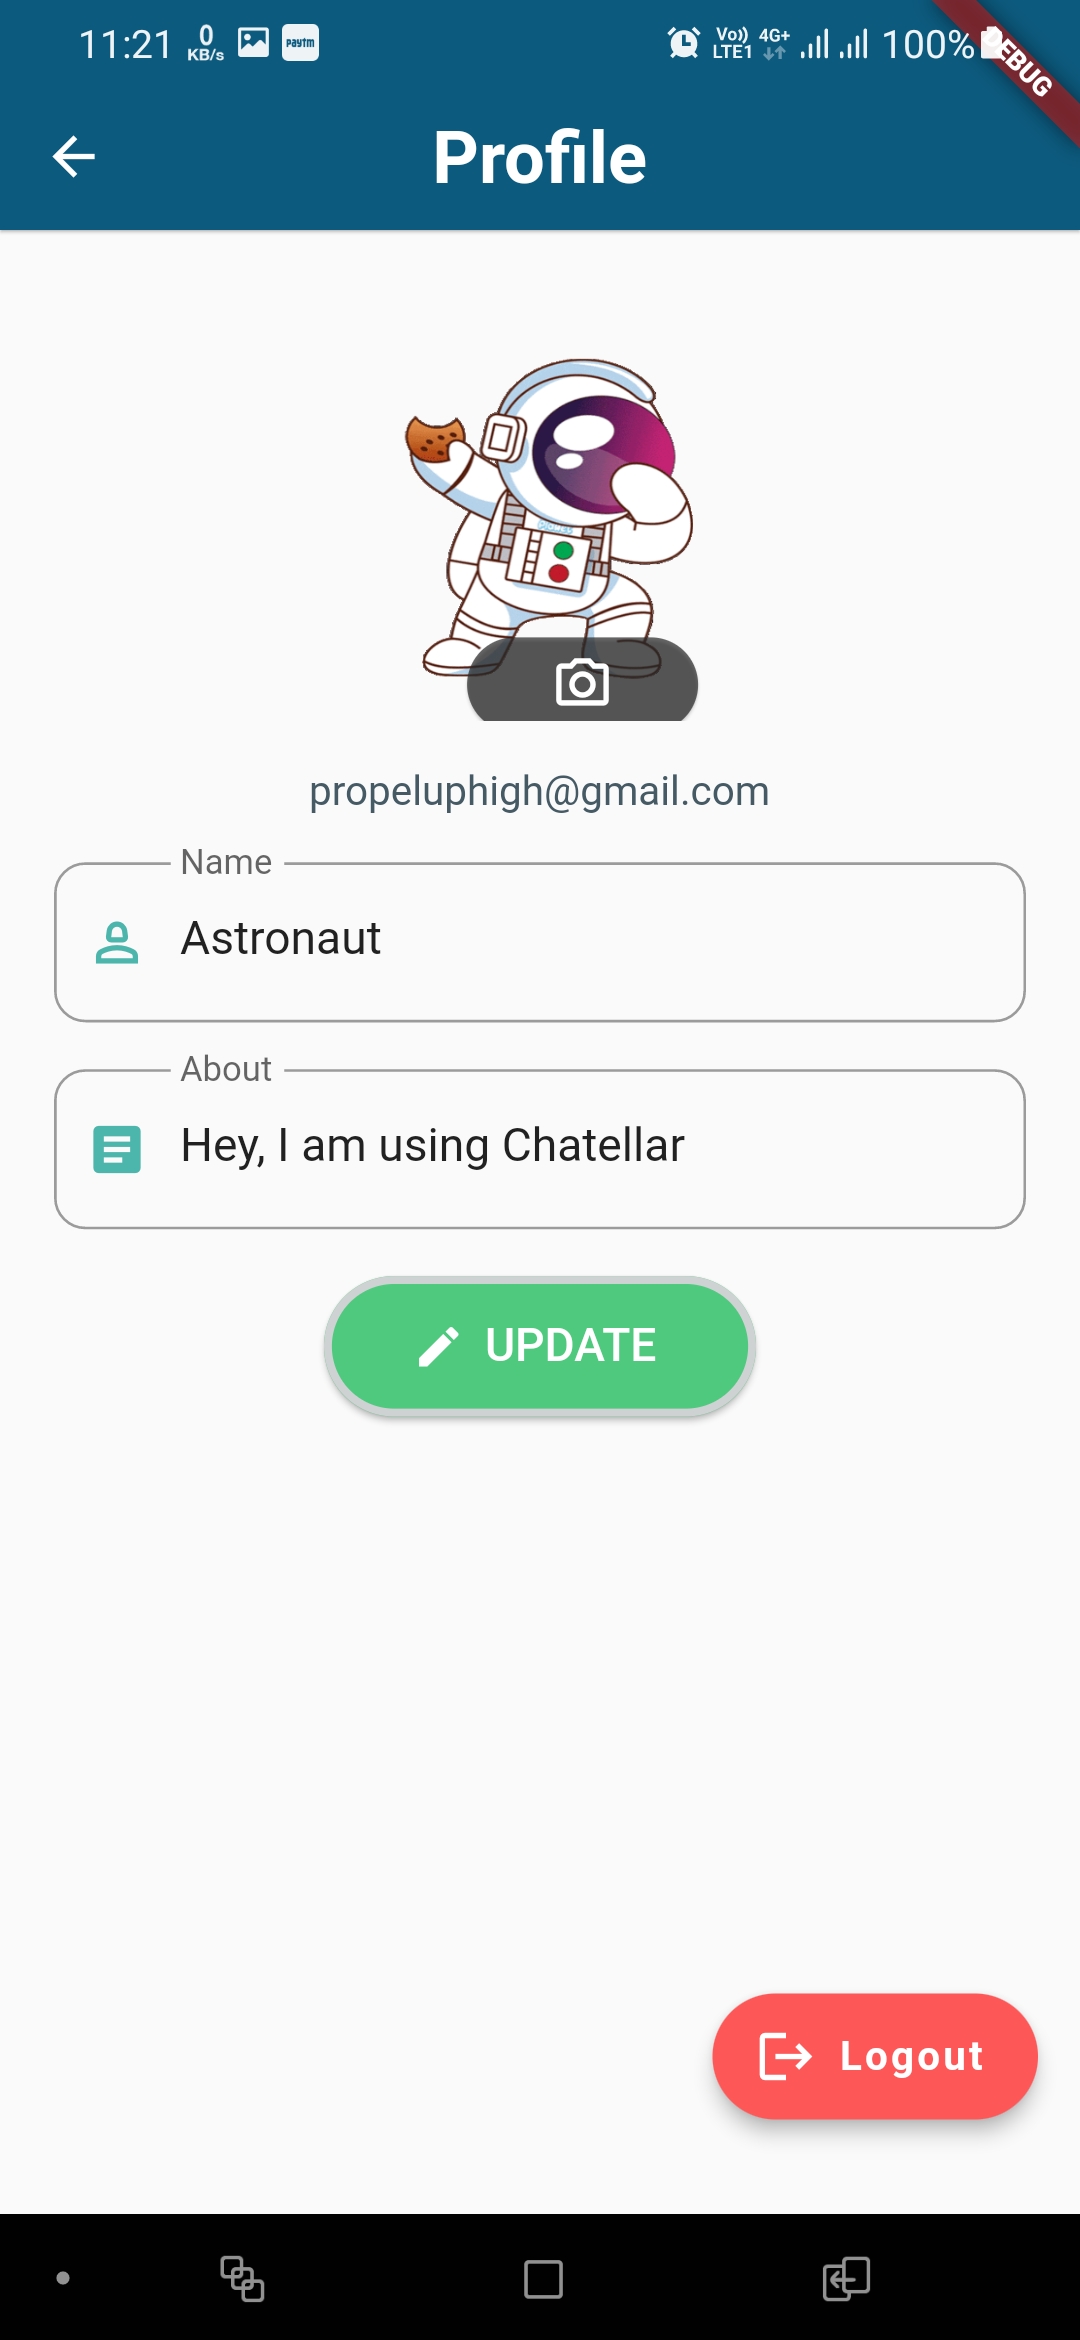 11:21 0 KB/s paytm Vo)) LTE1 4G+ 100%
DEBUG
Profile
propeluphigh@gmail.com
Name
Astronaut
About
Hey, I am using Chatellar
UPDATE
Logout